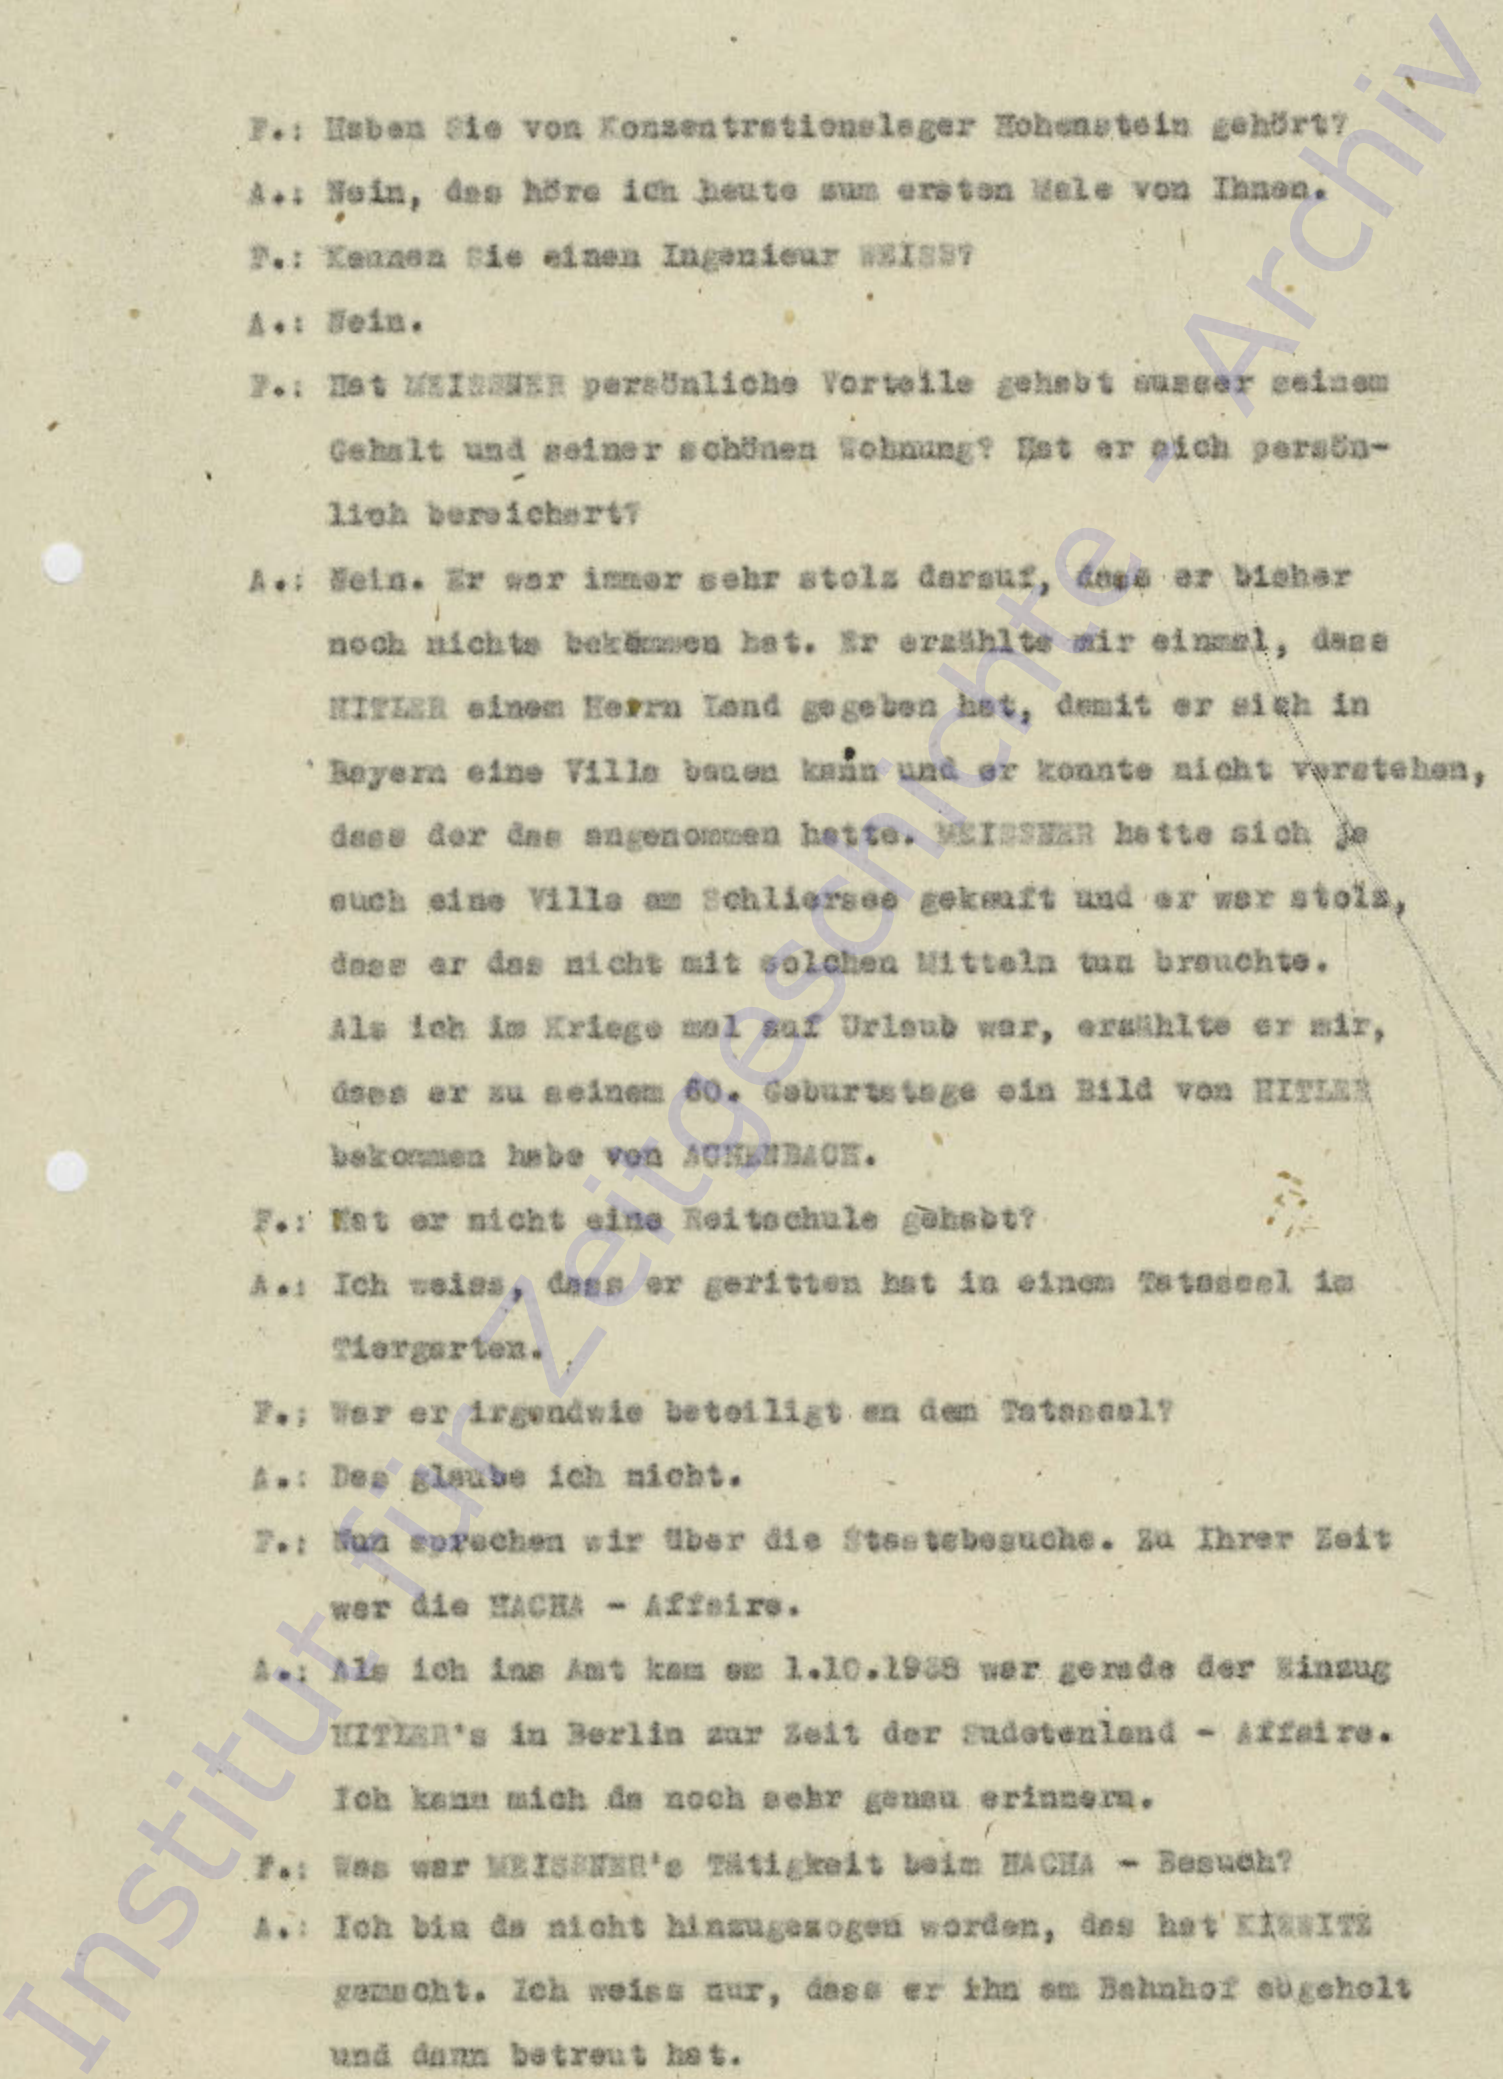 F.: Haben Sie von Konzentrationslager Hohenstein gehört?
A.: Nein, das höre ich heute zum ersten Male von Ihnen.
F.: Kennen Sie einen Ingenieur WEISS?
A.: Nein.
F.: Hat MEISSNER persönliche Vorteile gehabt ausser seinem
Gehalt und seiner schönen Wohnung? Hat er sich persön-
lich bereichert?
A.: Nein. Er war immer sehr stolz darauf, dass er bisher
noch nichts bekommen hat. Er erzählte mir einmal, dass
HITLER einem Herrn Land gegeben hat, damit er sich in
Bayern eine Villa bauen kann und er konnte nicht verstehen,
dass der das angenommen hatte. MEISSNER hatte sich ja
auch eine Villa am Schliersee gekauft und er war stolz,
dass er das nicht mit solchen Mitteln tun brauchte.
Als ich im Kriege mal auf Urlaub war, erzählte er mir,
dass er zu seinem 60. Geburtstage ein Bild von HITLER
bekommen habe von ACHENBACH.
F.: Hat er nicht eine Reitschule gehabt?
A.: Ich weiss, dass er geritten hat in einem Tatassal im
Tiergarten.
F.: War er irgendwie beteiligt an dem Tatassal?
A.: Das glaube ich nicht.
F.: Nun sprechen wir über die Staatsbesuche. Zu Ihrer Zeit
war die HACHA - Affaire.
A.: Als ich ins Amt kam am 1.10.1938 war gerade der Einzug
HITLER's in Berlin zur Zeit der Sudetenland - Affaire.
Ich kann mich da noch sehr genau erinnern.
F.: Was war MEISSNER's Tätigkeit beim HACHA - Besuch?
A.: Ich bin da nicht hinzugezogen worden, das hat
gemacht. Ich weiss nur, dass er ihn am Bahnhof abgeholt
und dann betreut hat.
Institut für Zeitgeschichte - Archiv